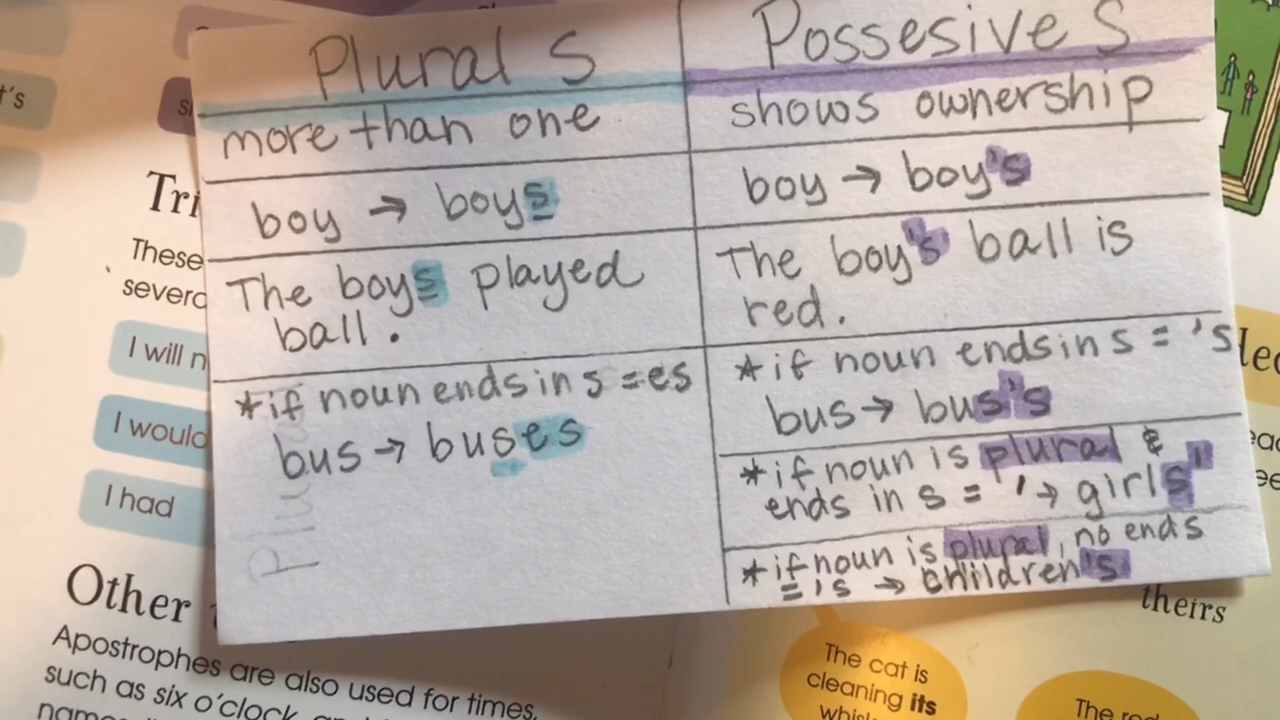 Plural S
more than one
boy → boys
The boys played
ball.
*if noun ends in s = es
bus → buses
Plu
Possesive S
shows ownership
boy → boy's
The boy's ball is
red.
*if noun ends in s = 's
bus → bus's
*if noun is plural &
ends in s = ' → girls'
*if noun is plural, no ends
= 's → children's
t's
Tri
These
severa
I will n
I would
I had
Other
Apostrophes are also used for times,
such as six o'clock,
theirs
The cat is
cleaning its
The